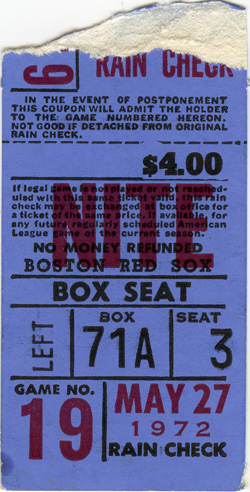 6
RAIN CHECK
IN THE EVENT OF POSTPONEMENT
THIS COUPON WILL ADMIT THE HOLDER
TO THE GAME NUMBERED HEREON.
NOT GOOD IF DETACHED FROM ORIGINAL
RAIN CHECK.
$4.00
If legal game is not played or not resched-
uled with this same ticket valid, this rain
check may be exchanged at box office for
a ticket of the same price, if available, for
any future regularly scheduled American
League game of the current season.
NITE
NO MONEY REFUNDED
BOSTON RED SOX
BOX SEAT
LEFT
BOX
71A
SEAT
3
GAME NO.
19
MAY 27
1972
RAIN CHECK